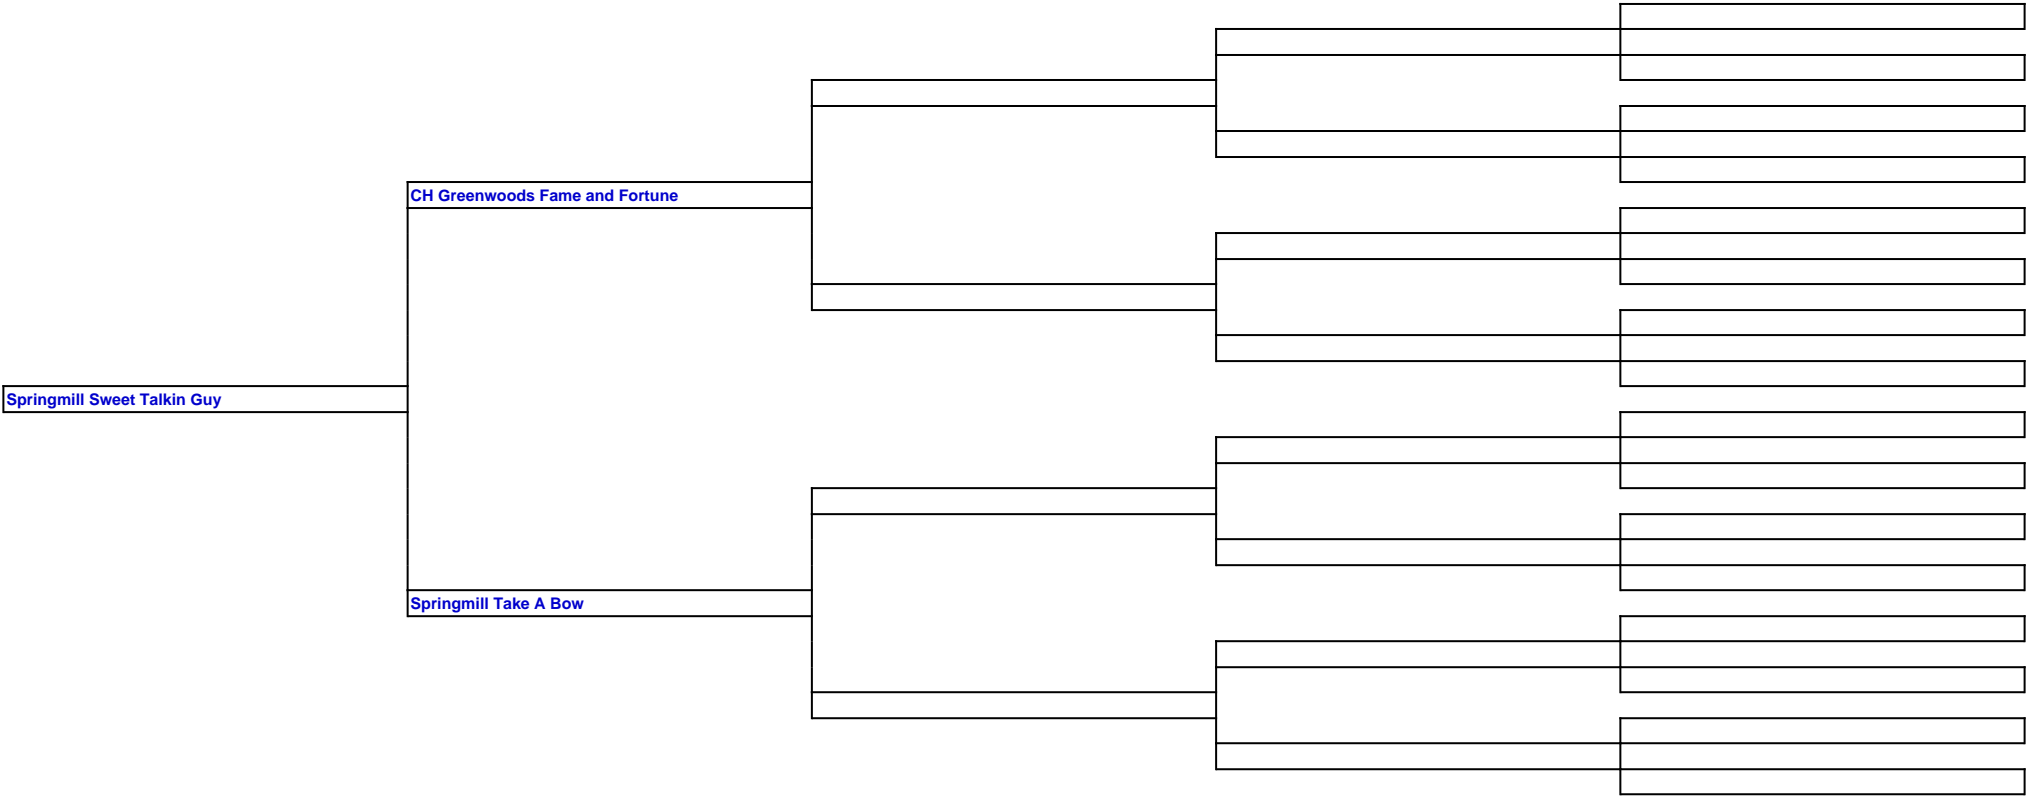 CH Greenwoods Fame and Fortune
Springmill Sweet Talkin Guy
Springmill Take A Bow